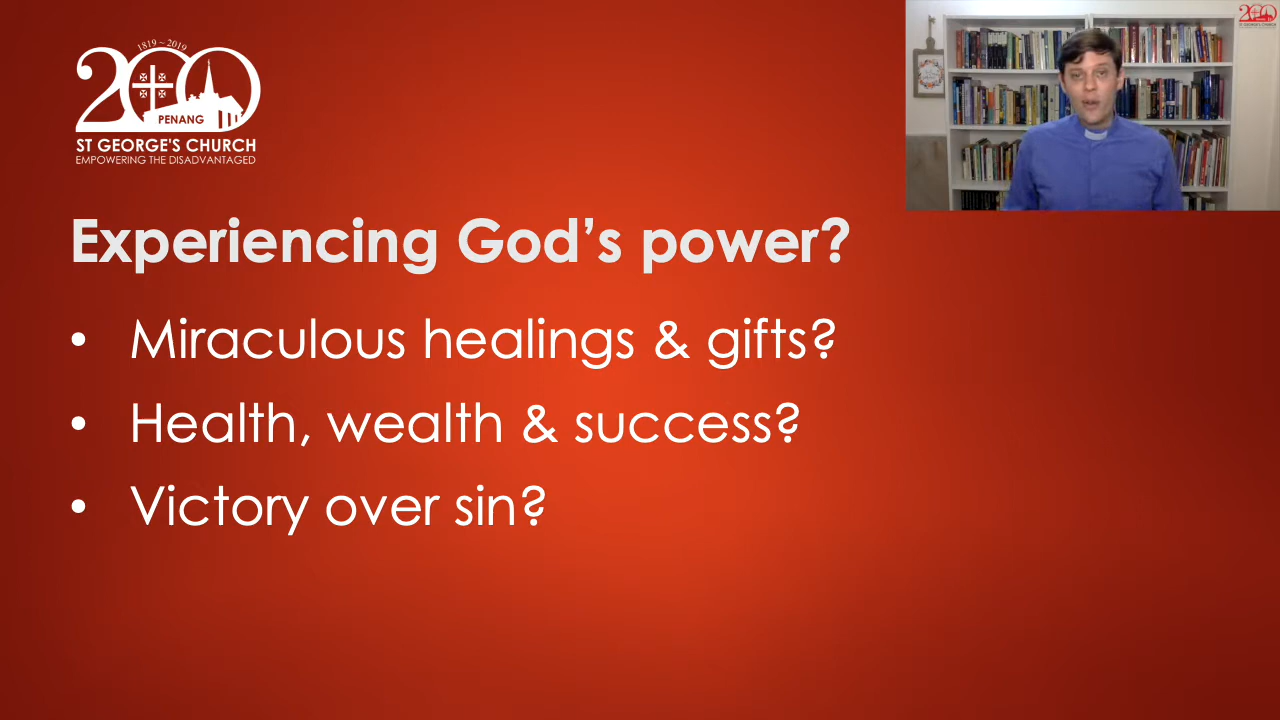 1819 ~ 2019
200
PENANG
ST GEORGE'S CHURCH
EMPOWERING THE DISADVANTAGED
Experiencing God’s power?
• Miraculous healings & gifts?
• Health, wealth & success?
• Victory over sin?
200